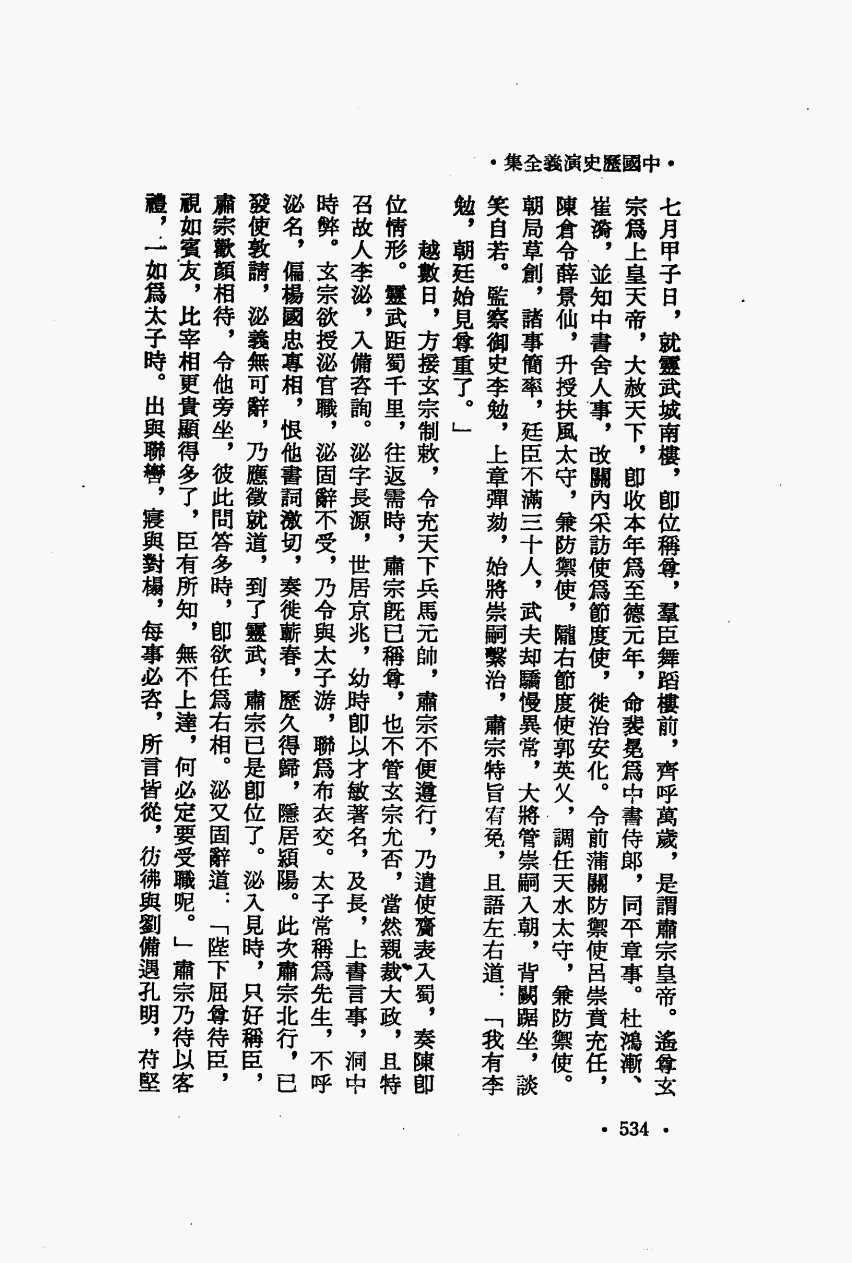 •中國歷史演義全集•
七月甲子日，就靈武城南樓，卽位稱尊，羣臣舞蹈樓前，齊呼萬歲，是謂肅宗皇帝。遙尊玄
宗爲上皇天帝，大赦天下，卽收本年爲至德元年，命裴冕爲中書侍郎，同平章事。杜鴻漸、
崔漪，並知中書舍人事，改關內采訪使爲節度使，徙治安化。令前蒲關防禦使呂崇賁充任，
陳倉令薛景仙，升授扶風太守，兼防禦使，隴右節度使郭英乂，調任天水太守，兼防禦使。
朝局草創，諸事簡率，廷臣不滿三十人，武夫却驕慢異常，大將管崇嗣入朝，背闕踞坐，談
笑自若。監察御史李勉，上章彈劾，始將崇嗣繫治，肅宗特旨宥免，且語左右道：「我有李
勉，朝廷始見尊重了。」
越數日，方接玄宗制敕，令充天下兵馬元帥，肅宗不便遵行，乃遣使齎表入蜀，奏陳卽
位情形。靈武距蜀千里，往返需時，肅宗旣已稱尊，也不管玄宗允否，當然親裁大政，且特
召故人李泌，入備咨詢。泌字長源，世居京兆，幼時卽以才敏著名，及長，上書言事，洞中
時弊。玄宗欲授泌官職，泌固辭不受，乃令與太子游，聯爲布衣交。太子常稱爲先生，不呼
泌名，偏楊國忠專相，恨他書詞激切，奏徙蘄春，歷久得歸，隱居潁陽。此次肅宗北行，已
發使敦請，泌義無可辭，乃應徵就道，到了靈武，肅宗已是卽位了。泌入見時，只好稱臣，
肅宗歡顏相待，令他旁坐，彼此問答多時，卽欲任爲右相。泌又固辭道：「陛下屈尊待臣，
視如賓友，比宰相更貴顯得多了，臣有所知，無不上達，何必定要受職呢。」肅宗乃待以客
禮，一如爲太子時。出與聯轡，寢與對榻，每事必咨，所言皆從，彷彿與劉備遇孔明，苻堅
•534•